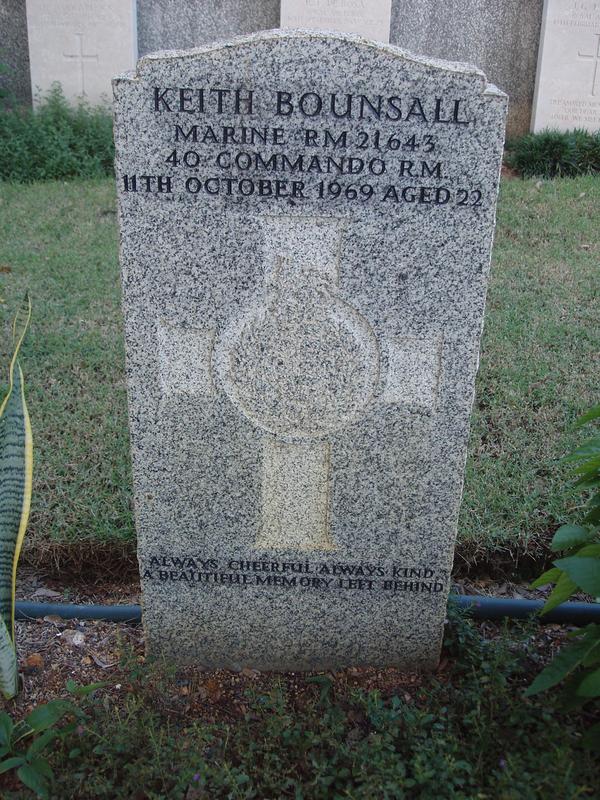 KEITH BOUNSALL
MARINE RM 21643
40 COMMANDO R.M.
11TH OCTOBER 1969 AGED 22
ALWAYS CHEERFUL ALWAYS KIND
A BEAUTIFUL MEMORY LEFT BEHIND